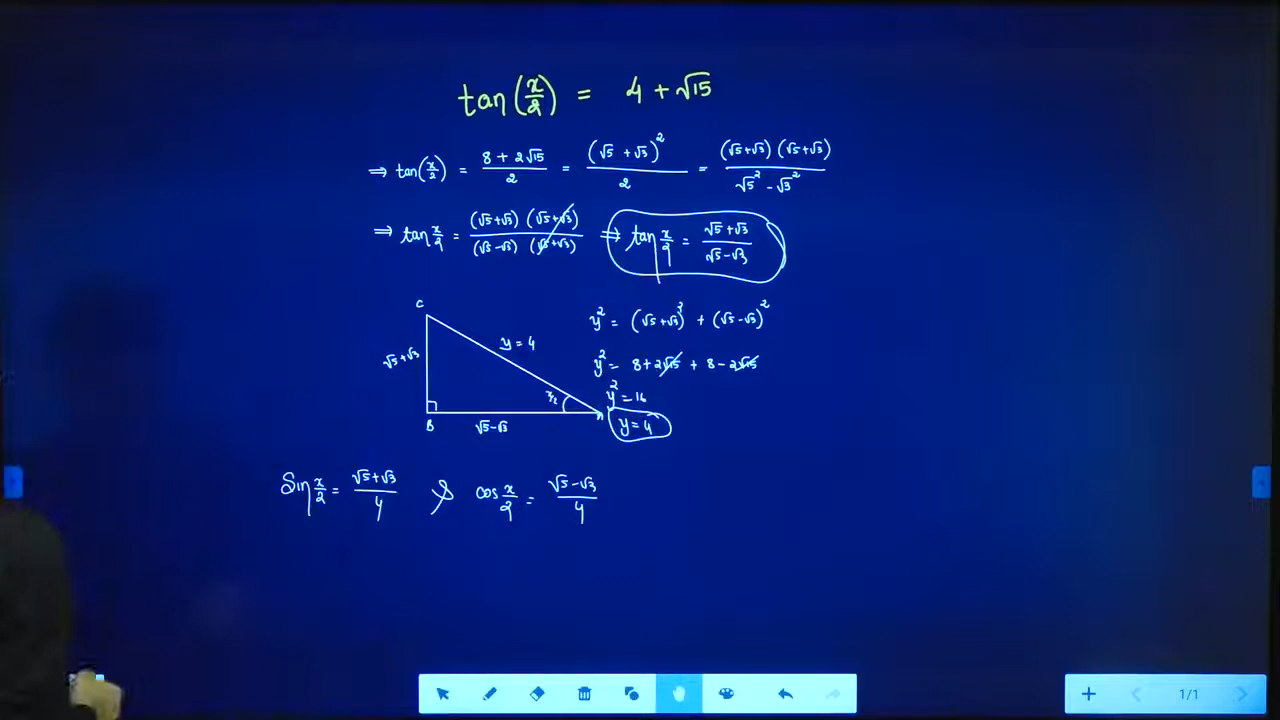 tan(x/2) = 4 + √15
⇒ tan(x/2) = (8 + 2√15)/2 = (√5 + √3)²/2 = (√5+√3)(√5+√3)/(√5² - √3²)
⇒ tan x/2 = (√5+√3)(√5+√3)/(√5-√3)(√5+√3) ⇒ tan x/2 = (√5+√3)/(√5-√3)
C
y² = (√5+√3)² + (√5-√3)²
√5+√3
y = 4
y² = 8+2√15 + 8-2√15
x/2
y² = 16
B
√5-√3
y = 4
Sin x/2 = (√5+√3)/4 & cos x/2 = (√5-√3)/4
1/1